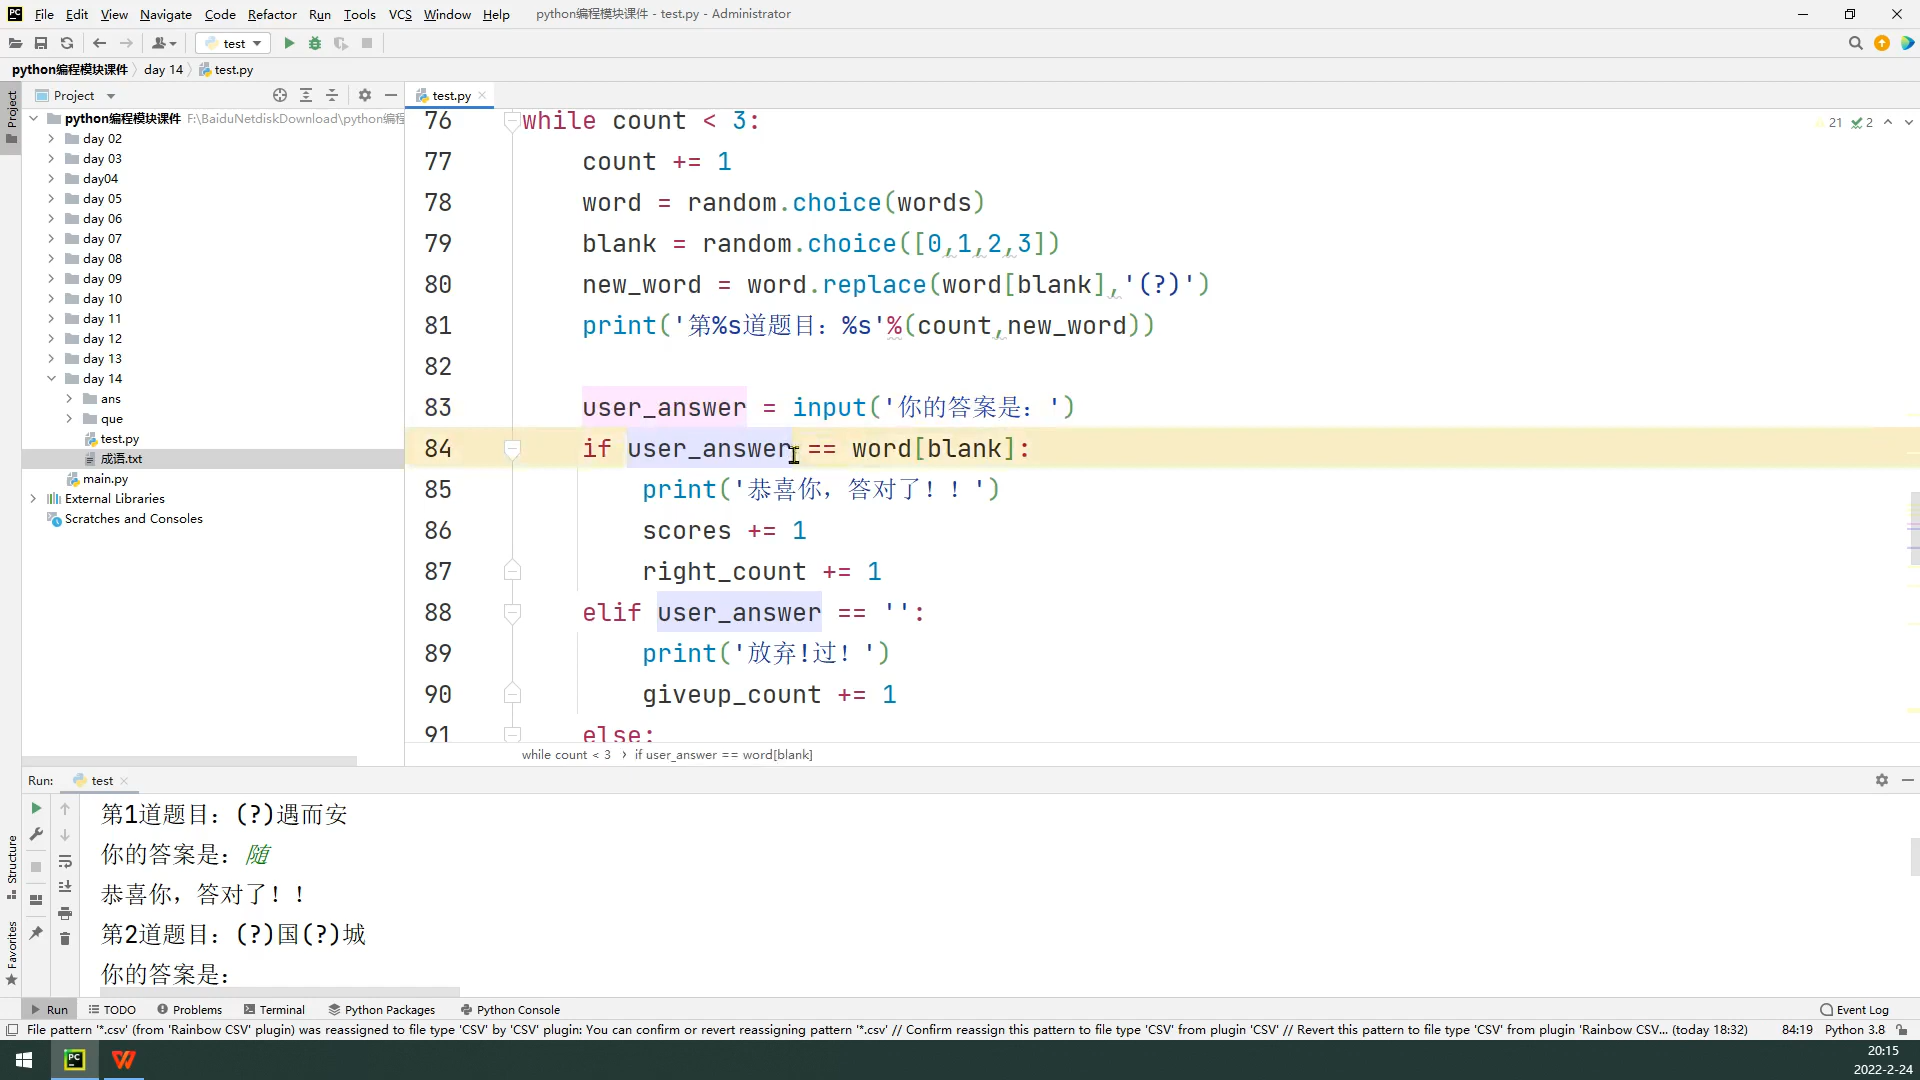 File Edit View Navigate Code Refactor Run Tools VCS Window Help python编程模块课件 - test.py - Administrator
test
python编程模块课件 day 14 test.py
Project
Project
test.py
python编程模块课件 F:\BaiduNetdiskDownload\python编程
day 02
day 03
day04
day 05
day 06
day 07
day 08
day 09
day 10
day 11
day 12
day 13
day 14
ans
que
test.py
成语.txt
main.py
External Libraries
Scratches and Consoles
21 2
76 while count < 3:
77 count += 1
78 word = random.choice(words)
79 blank = random.choice([0,1,2,3])
80 new_word = word.replace(word[blank],'(?)')
81 print('第%s道题目：%s'%(count,new_word))
82
83 user_answer = input('你的答案是：')
84 if user_answer == word[blank]:
85 print('恭喜你，答对了！！')
86 scores += 1
87 right_count += 1
88 elif user_answer == '':
89 print('放弃!过！')
90 giveup_count += 1
91 else:
while count < 3 › if user_answer == word[blank]
Run: test
第1道题目：(?)遇而安
你的答案是：随
恭喜你，答对了！！
第2道题目：(?)国(?)城
你的答案是：
Structure
Favorites
Run TODO Problems Terminal Python Packages Python Console Event Log
File pattern '*.csv' (from 'Rainbow CSV' plugin) was reassigned to file type 'CSV' by 'CSV' plugin: You can confirm or revert reassigning pattern '*.csv' // Confirm reassign this pattern to file type 'CSV' from plugin 'CSV' // Revert this pattern to file type 'CSV' from plugin 'Rainbow CSV... (today 18:32) 84:19 Python 3.8
20:15
2022-2-24